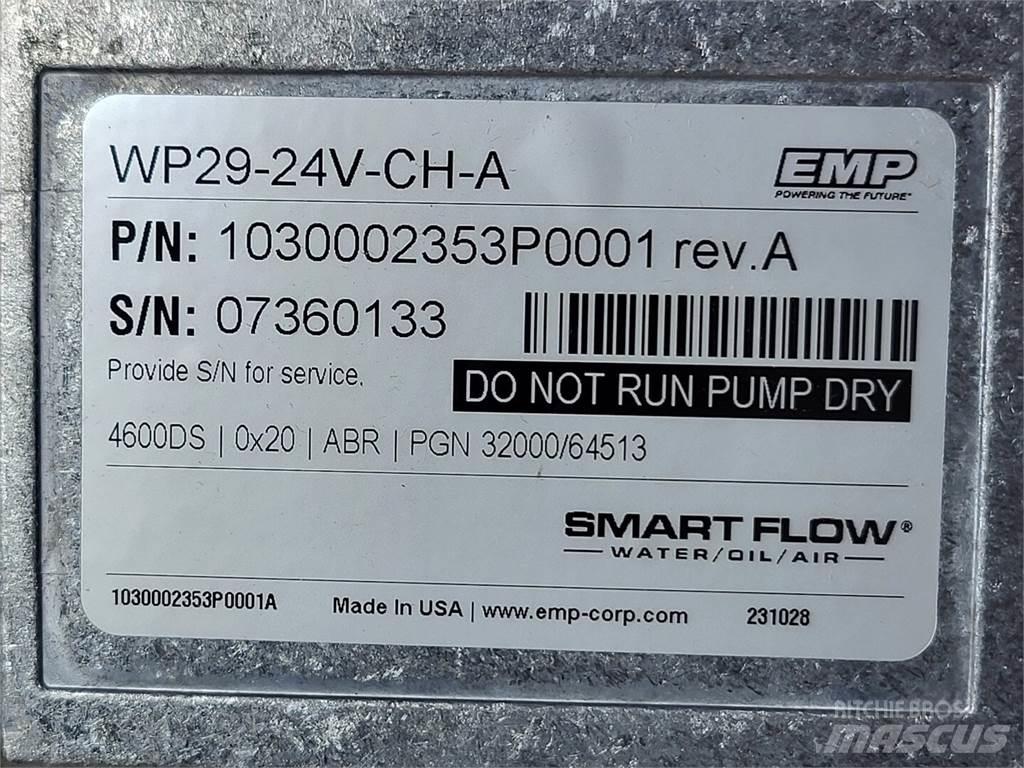 WP29-24V-CH-A
EMP
POWERING THE FUTURE™
P/N: 1030002353P0001 rev.A
S/N: 07360133
Provide S/N for service.
DO NOT RUN PUMP DRY
4600DS | 0x20 | ABR | PGN 32000/64513
SMART FLOW®
WATER/OIL/AIR
1030002353P0001A Made In USA | www.emp-corp.com 231028
RITCHIE BROS
MASCUS